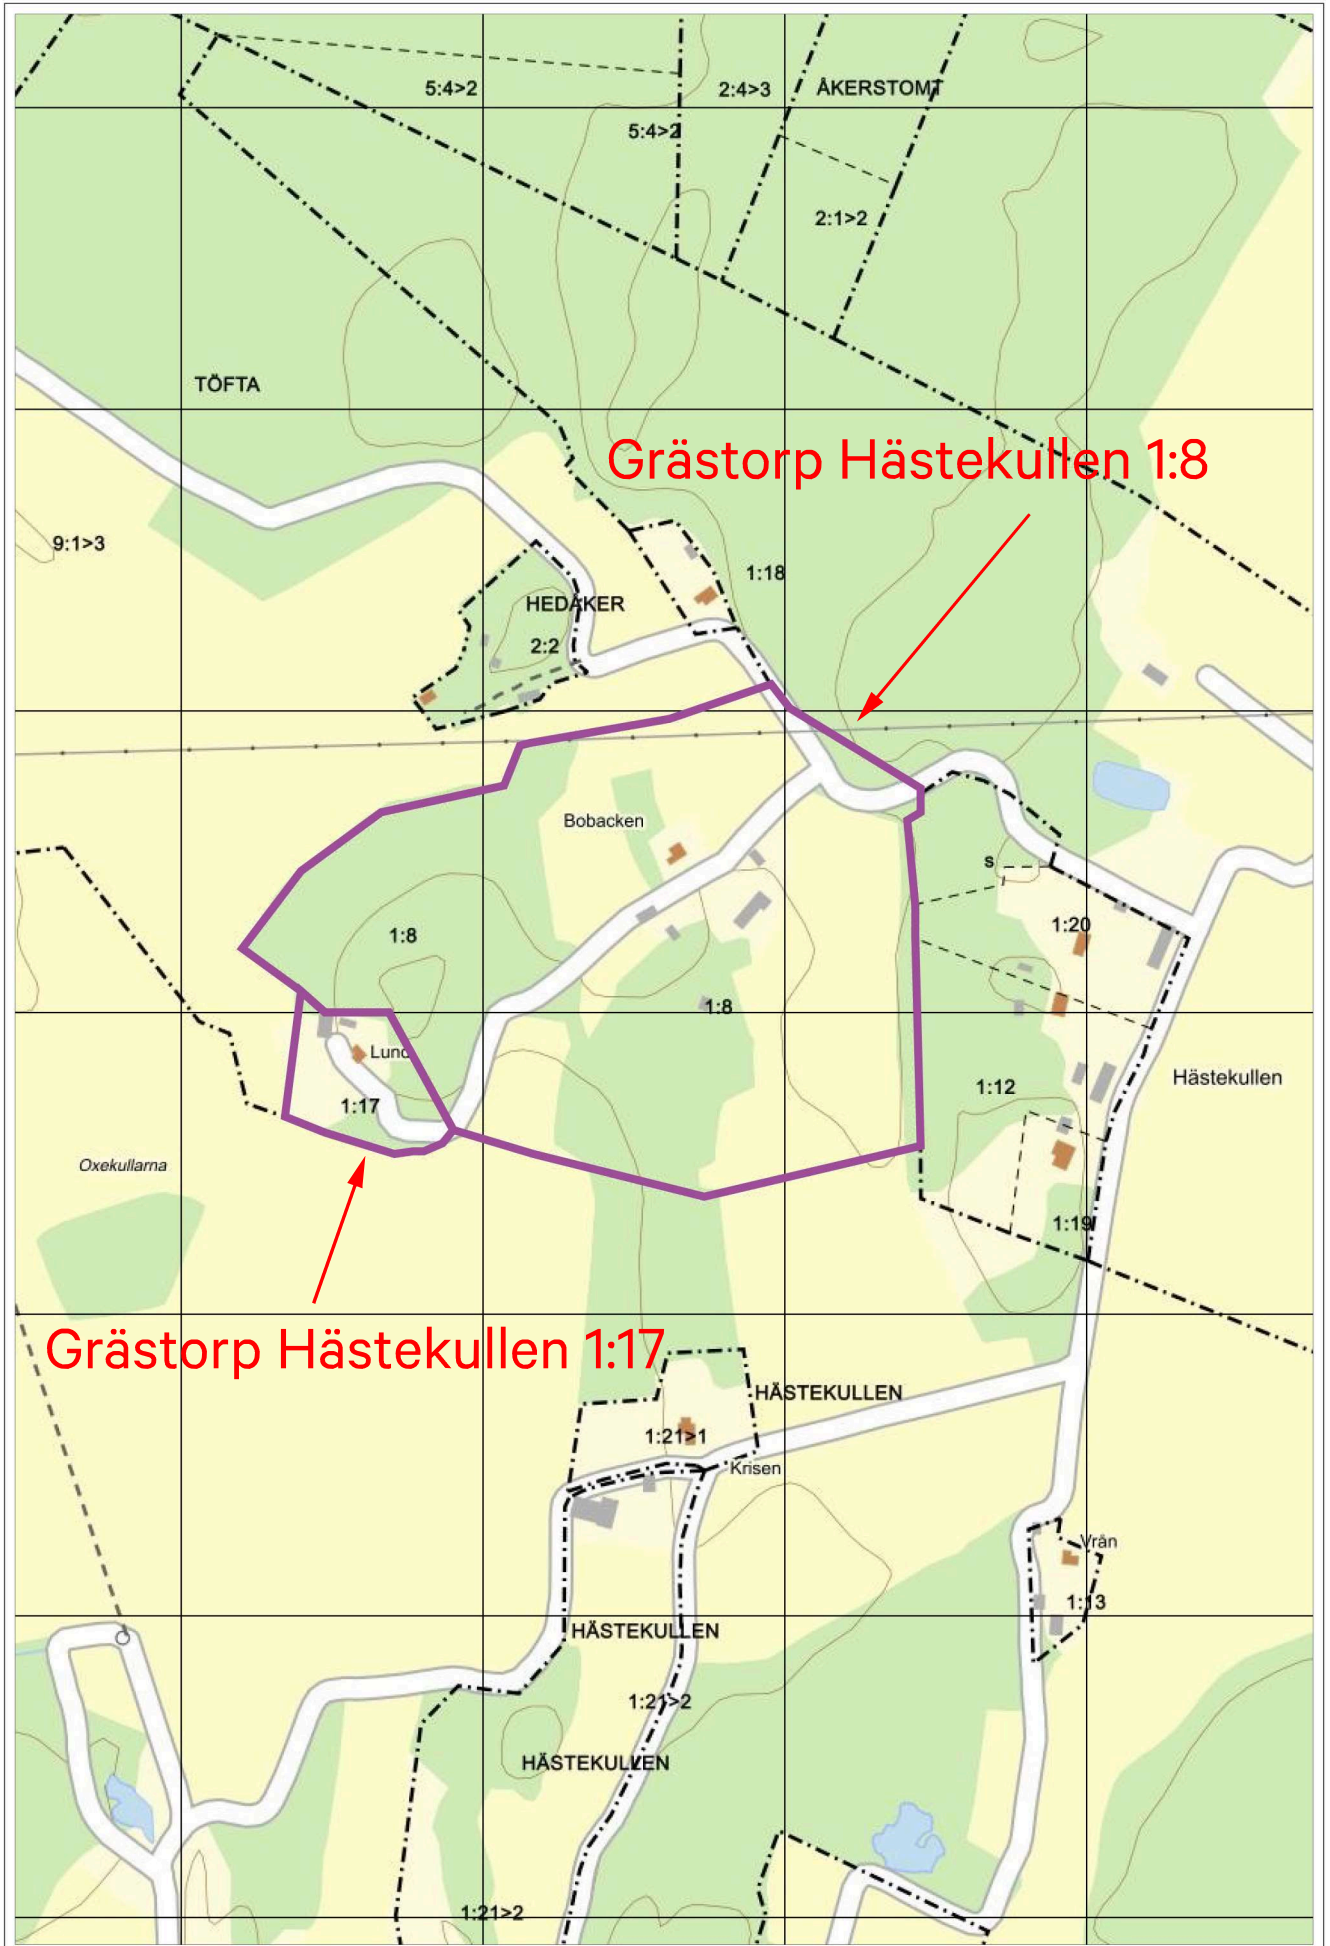 5:4>2
2:4>3
ÅKERSTOMT
5:4>2
2:1>2
TÖFTA
Grästorp Hästekullen 1:8
9:1>3
1:18
HEDÅKER
2:2
Bobacken
s
1:20
1:8
1:8
Lund
1:17
1:12
Hästekullen
Oxekullarna
1:19
Grästorp Hästekullen 1:17
HÄSTEKULLEN
1:21>1
Krisen
Vrån
1:13
HÄSTEKULLEN
1:21>2
HÄSTEKULLEN
1:21>2